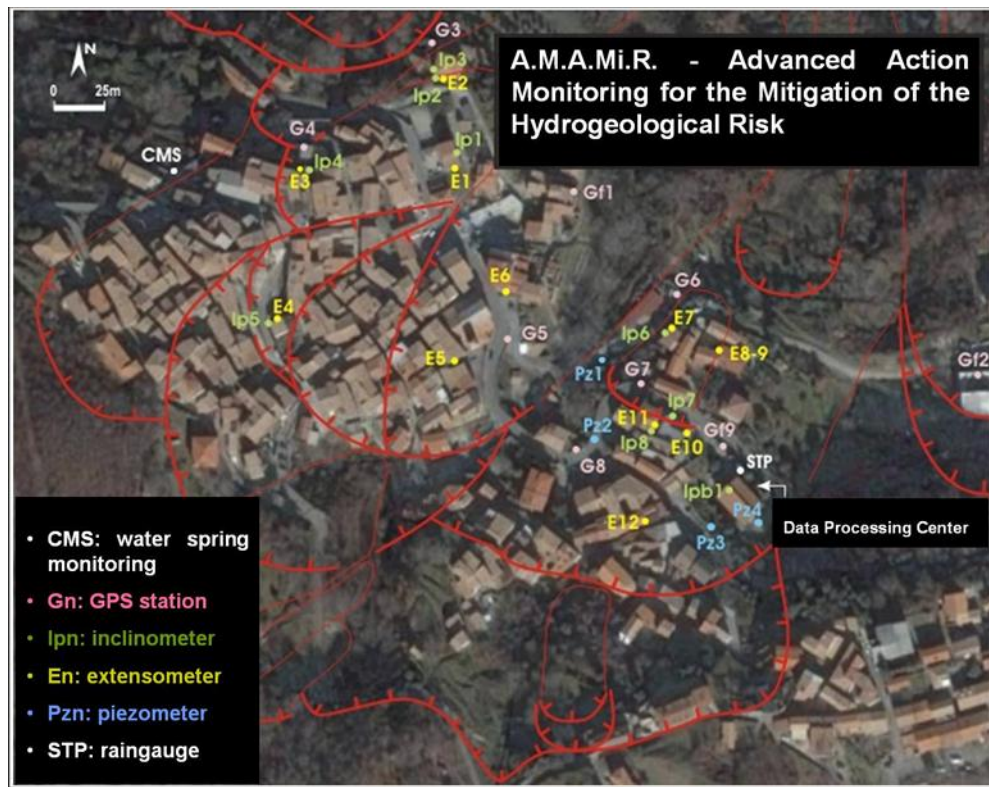 A.M.A.Mi.R. - Advanced Action
Monitoring for the Mitigation of the
Hydrogeological Risk
N
0 25m
G3
Ip3
E2
Ip2
G4
Ip1
CMS
Ip4
E3
E1
Gf1
E6
G6
E4
Ip5
E7
Ip6
G5
E8-9
E5
Pz1
G7
Gf2
Ip7
E11
Pz2
Ip8
E10
Gf9
G8
STP
Ipb1
Pz4
E12
Pz3
Data Processing Center
• CMS: water spring
monitoring
• Gn: GPS station
• Ipn: inclinometer
• En: extensometer
• Pzn: piezometer
• STP: raingauge